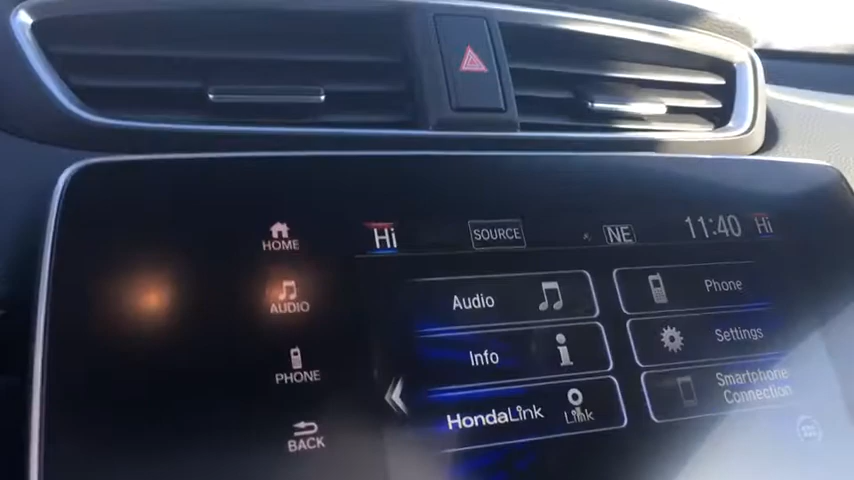 HOME
Hi
SOURCE
NE
11:40
Hi
AUDIO
Audio
Phone
Info
Settings
PHONE
HondaLink
Link
Smartphone
Connection
BACK